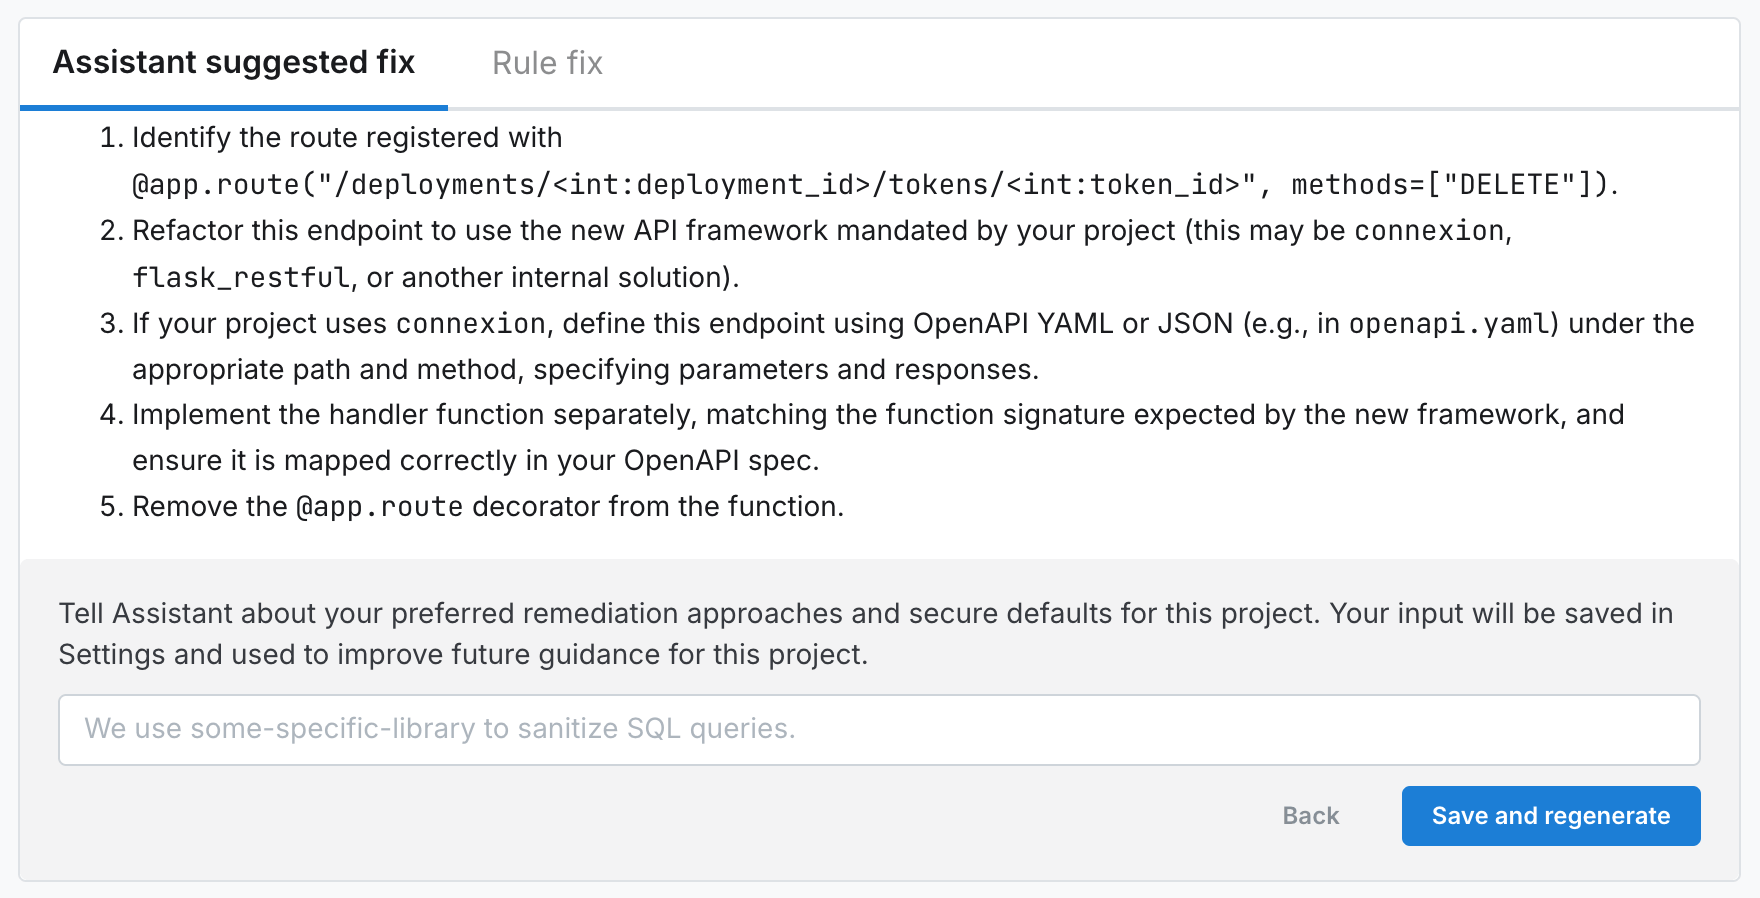 Assistant suggested fix
Rule fix
1. Identify the route registered with
@app.route("/deployments/<int:deployment_id>/tokens/<int:token_id>", methods=["DELETE"]).
2. Refactor this endpoint to use the new API framework mandated by your project (this may be connexion,
flask_restful, or another internal solution).
3. If your project uses connexion, define this endpoint using OpenAPI YAML or JSON (e.g., in openapi.yaml) under the
appropriate path and method, specifying parameters and responses.
4. Implement the handler function separately, matching the function signature expected by the new framework, and
ensure it is mapped correctly in your OpenAPI spec.
5. Remove the @app.route decorator from the function.
Tell Assistant about your preferred remediation approaches and secure defaults for this project. Your input will be saved in
Settings and used to improve future guidance for this project.
We use some-specific-library to sanitize SQL queries.
Back
Save and regenerate